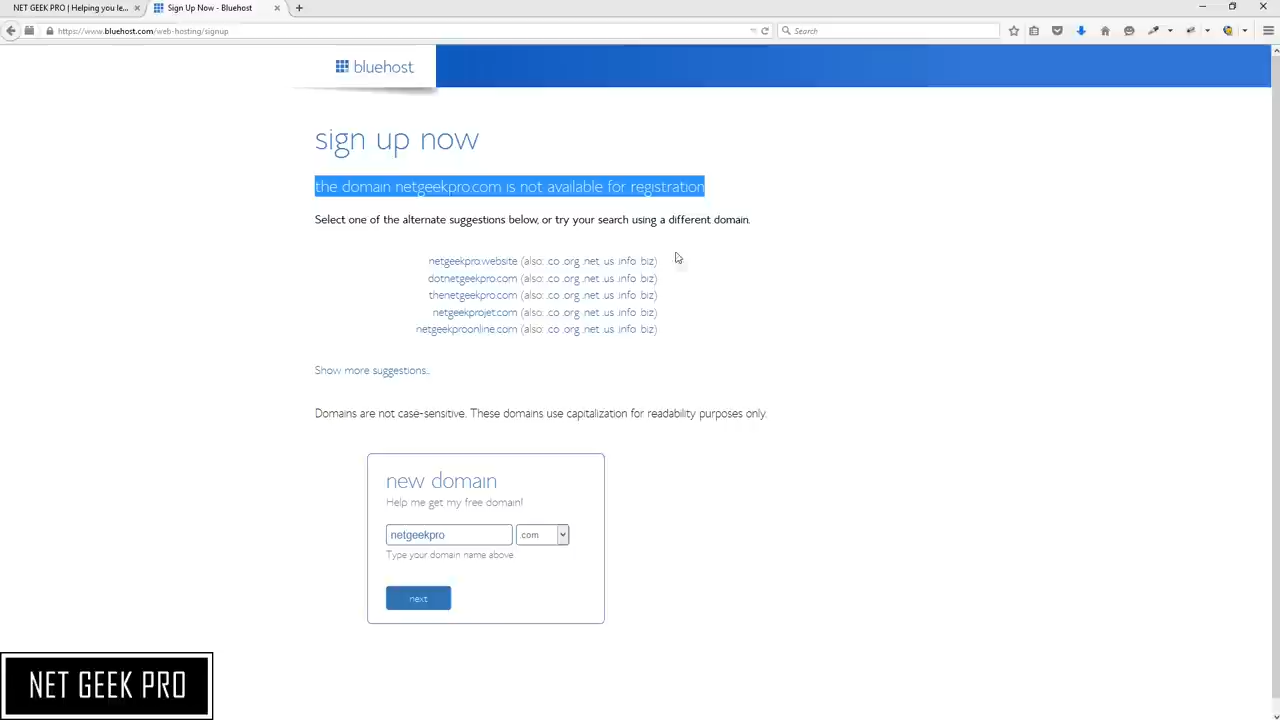 NET GEEK PRO | Helping you le...
Sign Up Now - Bluehost
https://www.bluehost.com/web-hosting/signup
Search
bluehost
sign up now
the domain netgeekpro.com is not available for registration
Select one of the alternate suggestions below, or try your search using a different domain.
netgeekpro.website (also: .co .org .net .us .info .biz)
dotnetgeekpro.com (also: .co .org .net .us .info .biz)
thenetgeekpro.com (also: .co .org .net .us .info .biz)
netgeekprojet.com (also: .co .org .net .us .info .biz)
netgeekproonline.com (also: .co .org .net .us .info .biz)
Show more suggestions...
Domains are not case-sensitive. These domains use capitalization for readability purposes only.
new domain
Help me get my free domain!
netgeekpro .com
Type your domain name above.
next
NET GEEK PRO